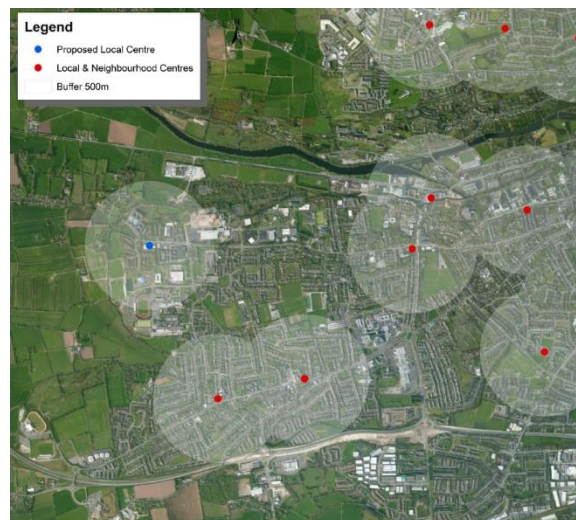 Legend
Proposed Local Centre
Local & Neighbourhood Centres
Buffer 500m